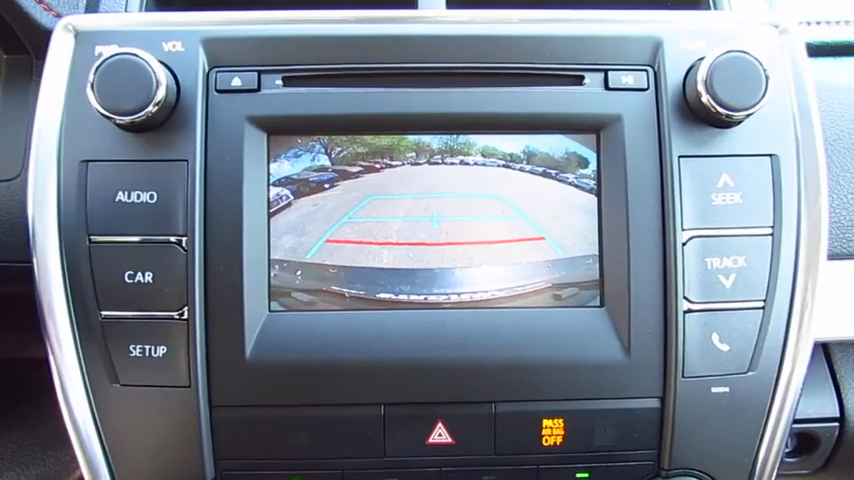 PWR VOL
AUDIO
CAR
SETUP
SEEK
TRACK
PASS
AIR BAG
OFF